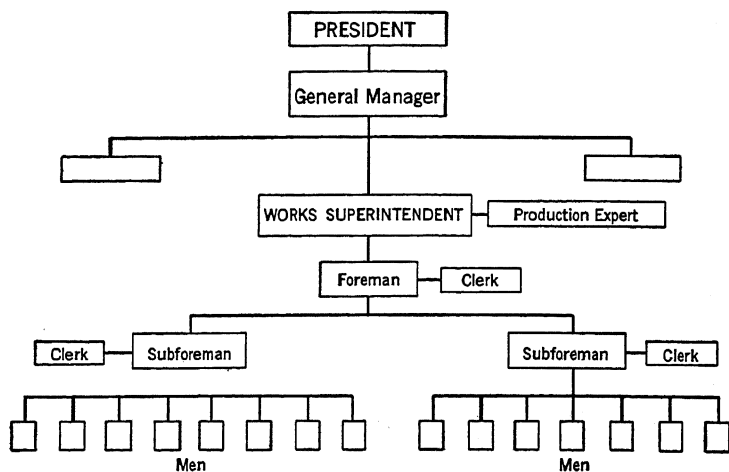 PRESIDENT
General Manager
WORKS SUPERINTENDENT
Production Expert
Foreman
Clerk
Clerk
Subforeman
Subforeman
Clerk
Men
Men